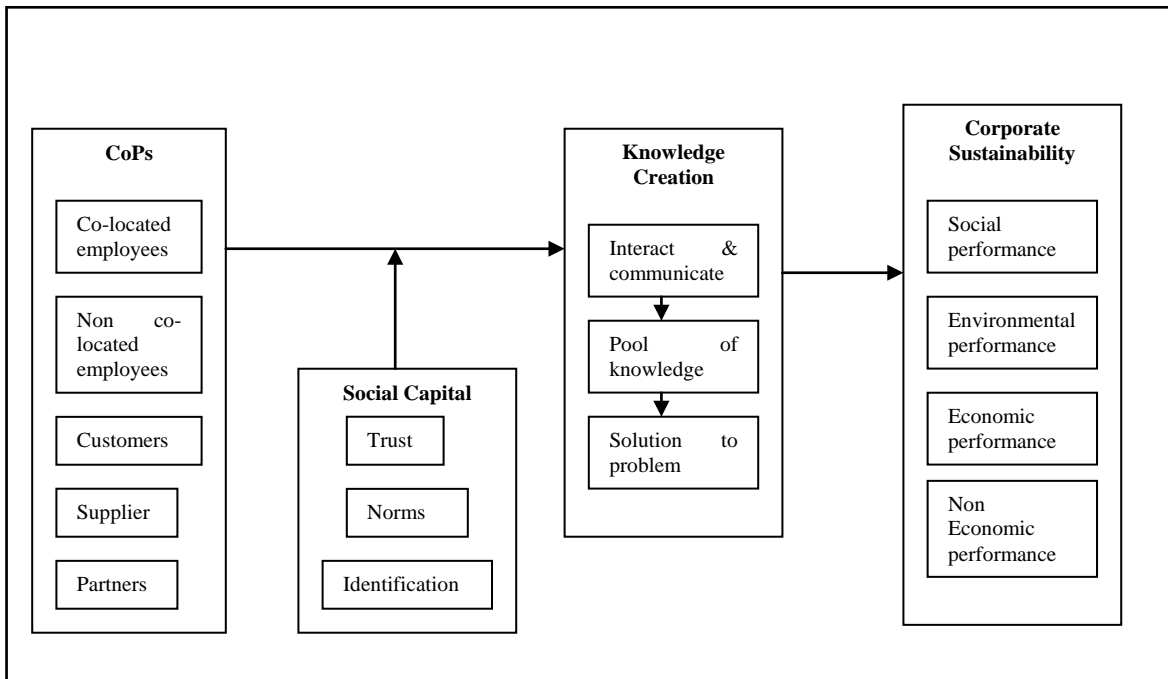 CoPs
Co-located
employees
Non co-
located
employees
Customers
Supplier
Partners
Social Capital
Trust
Norms
Identification
Knowledge
Creation
Interact &
communicate
Pool of
knowledge
Solution to
problem
Corporate
Sustainability
Social
performance
Environmental
performance
Economic
performance
Non
Economic
performance